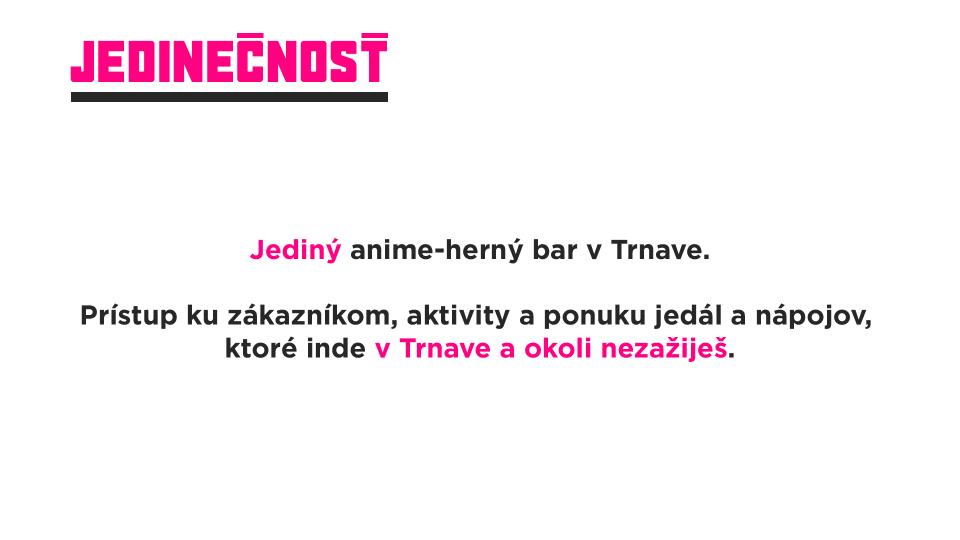 JEDINEČNOSŤ
Jediný anime-herný bar v Trnave.
Prístup ku zákazníkom, aktivity a ponuku jedál a nápojov,
ktoré inde v Trnave a okoli nezažiješ.